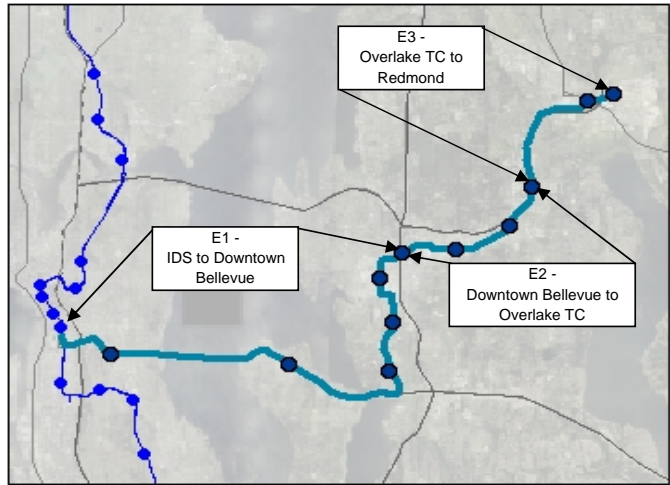 E3 -
Overlake TC to
Redmond
E1 -
IDS to Downtown
Bellevue
E2 -
Downtown Bellevue to
Overlake TC